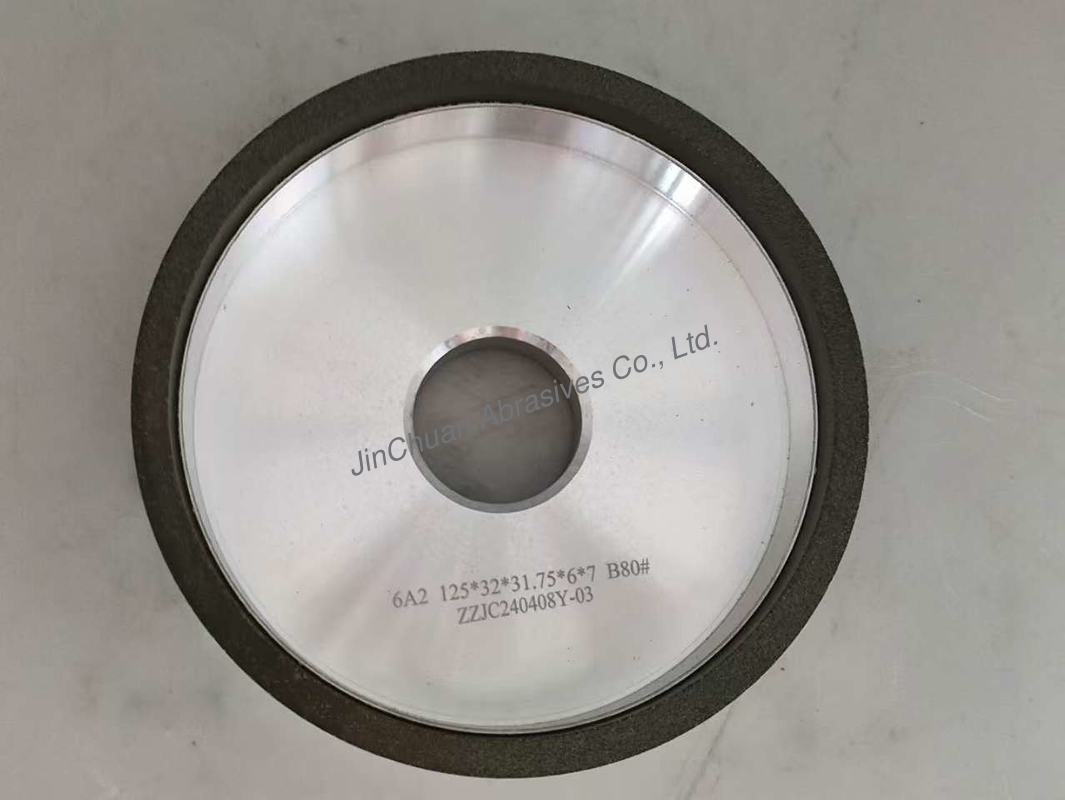 JinChuan Abrasives Co., Ltd.
6A2 125*32*31.75*6*7 B80#
ZZJC240408Y-03